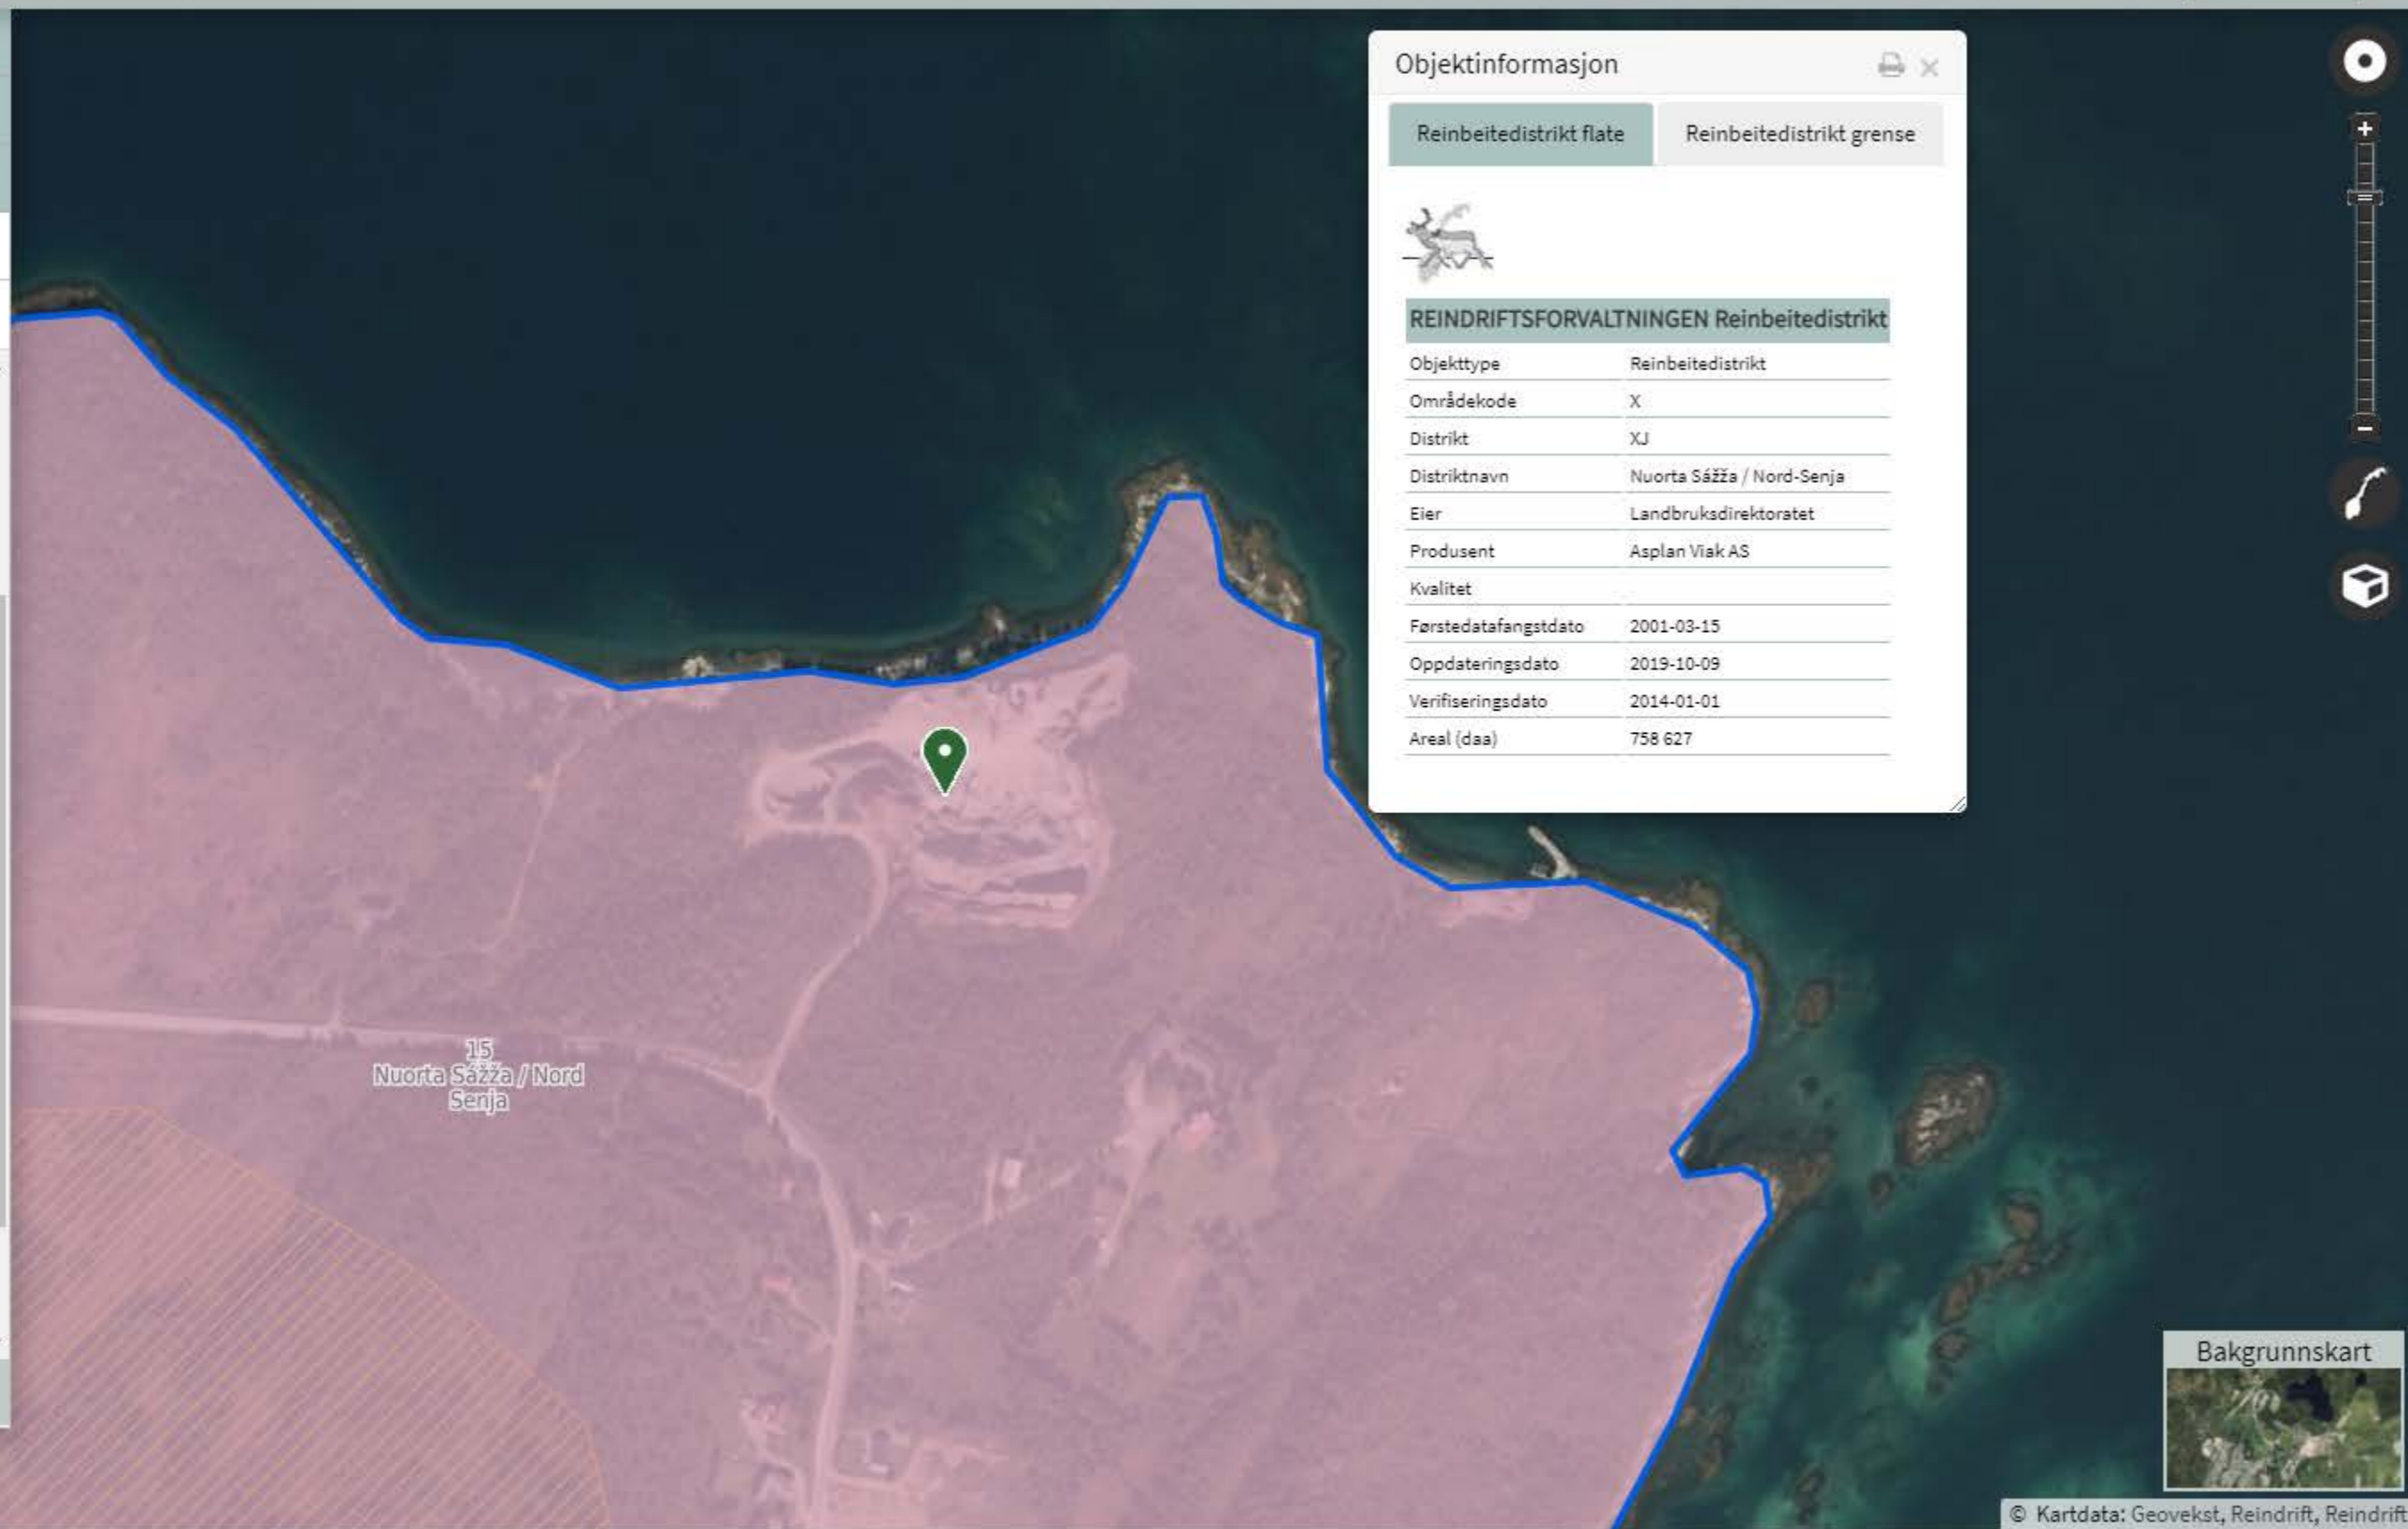 Objektinformasjon
Reinbeitedistrikt flate Reinbeitedistrikt grense
REINDRIFTSFORVALTNINGEN Reinbeitedistrikt
Objekttype Reinbeitedistrikt
Områdekode X
Distrikt XJ
Distriktnavn Nuorta Sážža / Nord-Senja
Eier Landbruksdirektoratet
Produsent Asplan Viak AS
Kvalitet
Førstedatafangstdato 2001-03-15
Oppdateringsdato 2019-10-09
Verifiseringsdato 2014-01-01
Areal (daa) 758 627
15
Nuorta Sážža / Nord
Senja
Bakgrunnskart
© Kartdata: Geovekst, Reindrift, Reindrift